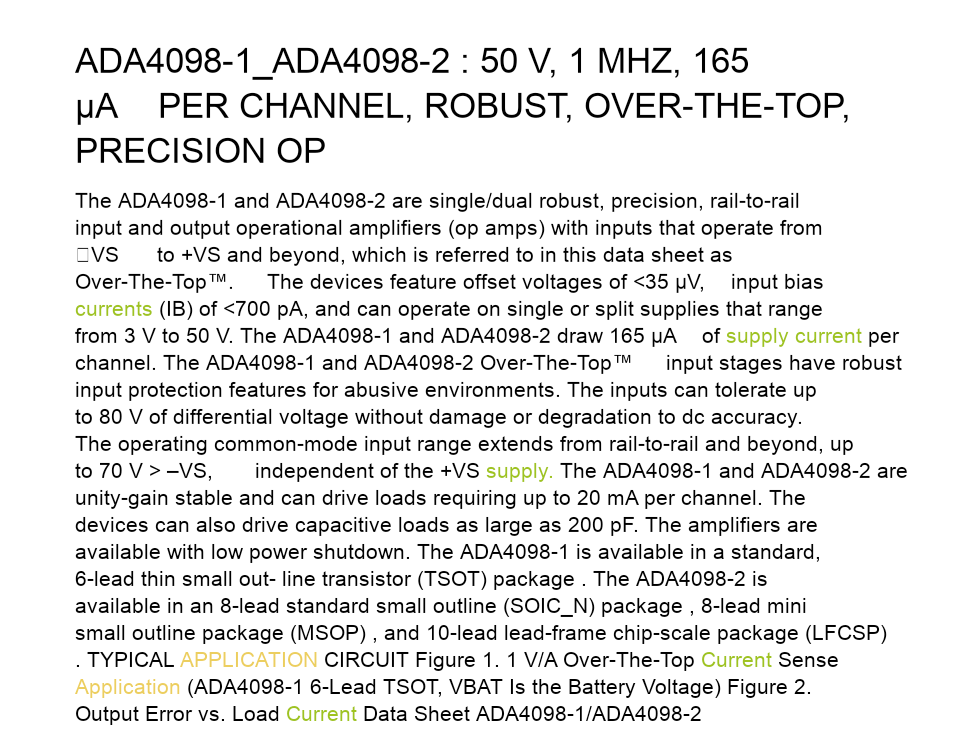 ADA4098-1_ADA4098-2 : 50 V, 1 MHZ, 165
μA PER CHANNEL, ROBUST, OVER-THE-TOP,
PRECISION OP
The ADA4098-1 and ADA4098-2 are single/dual robust, precision, rail-to-rail
input and output operational amplifiers (op amps) with inputs that operate from
□VS to +VS and beyond, which is referred to in this data sheet as
Over-The-Top™. The devices feature offset voltages of <35 μV, input bias
currents (IB) of <700 pA, and can operate on single or split supplies that range
from 3 V to 50 V. The ADA4098-1 and ADA4098-2 draw 165 μA of supply current per
channel. The ADA4098-1 and ADA4098-2 Over-The-Top™ input stages have robust
input protection features for abusive environments. The inputs can tolerate up
to 80 V of differential voltage without damage or degradation to dc accuracy.
The operating common-mode input range extends from rail-to-rail and beyond, up
to 70 V > –VS, independent of the +VS supply. The ADA4098-1 and ADA4098-2 are
unity-gain stable and can drive loads requiring up to 20 mA per channel. The
devices can also drive capacitive loads as large as 200 pF. The amplifiers are
available with low power shutdown. The ADA4098-1 is available in a standard,
6-lead thin small out- line transistor (TSOT) package . The ADA4098-2 is
available in an 8-lead standard small outline (SOIC_N) package , 8-lead mini
small outline package (MSOP) , and 10-lead lead-frame chip-scale package (LFCSP)
. TYPICAL APPLICATION CIRCUIT Figure 1. 1 V/A Over-The-Top Current Sense
Application (ADA4098-1 6-Lead TSOT, VBAT Is the Battery Voltage) Figure 2.
Output Error vs. Load Current Data Sheet ADA4098-1/ADA4098-2